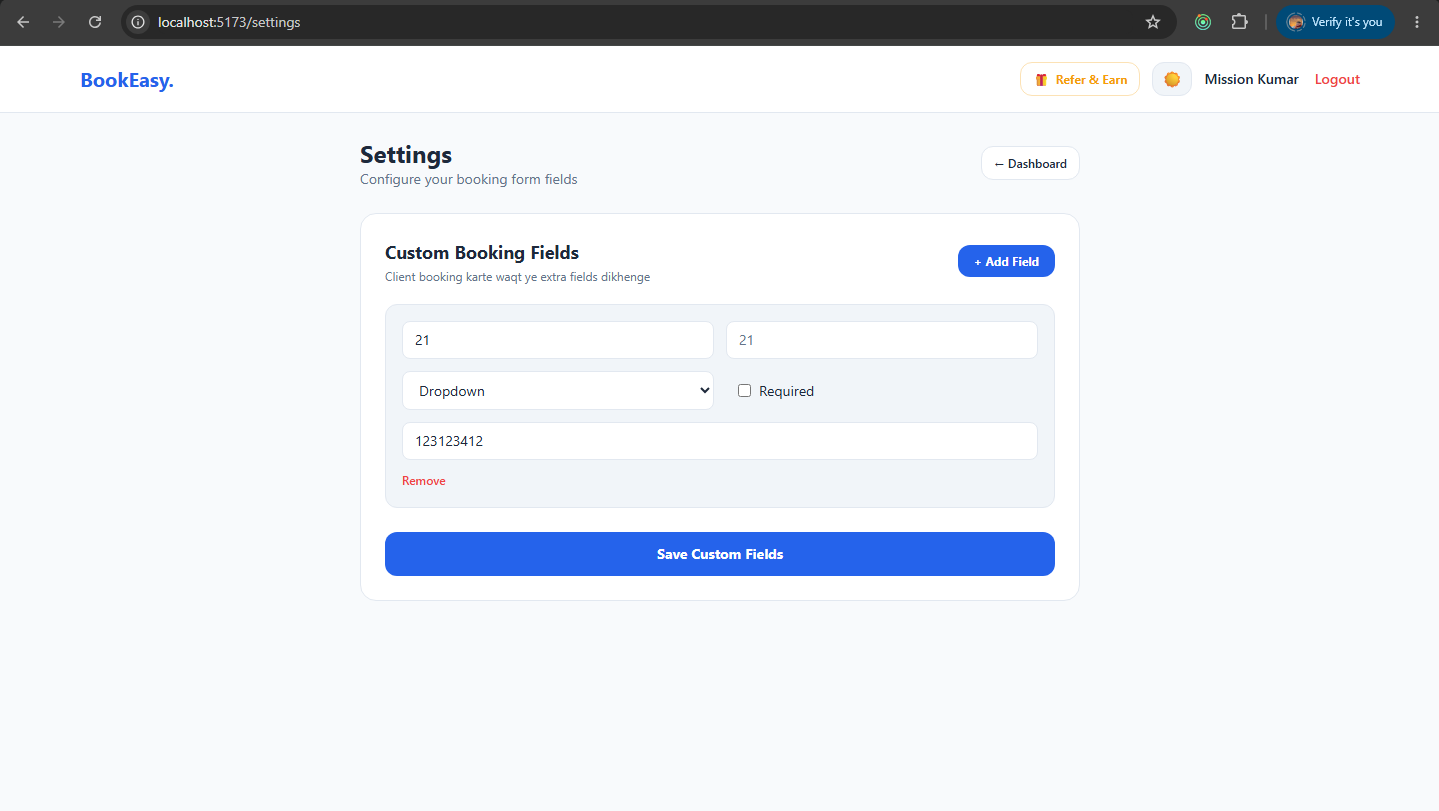 localhost:5173/settings
Verify it's you
BookEasy.
Refer & Earn
Mission Kumar
Logout
Settings
Configure your booking form fields
← Dashboard
Custom Booking Fields
Client booking karte waqt ye extra fields dikhenge
+ Add Field
21
21
Dropdown
Required
123123412
Remove
Save Custom Fields